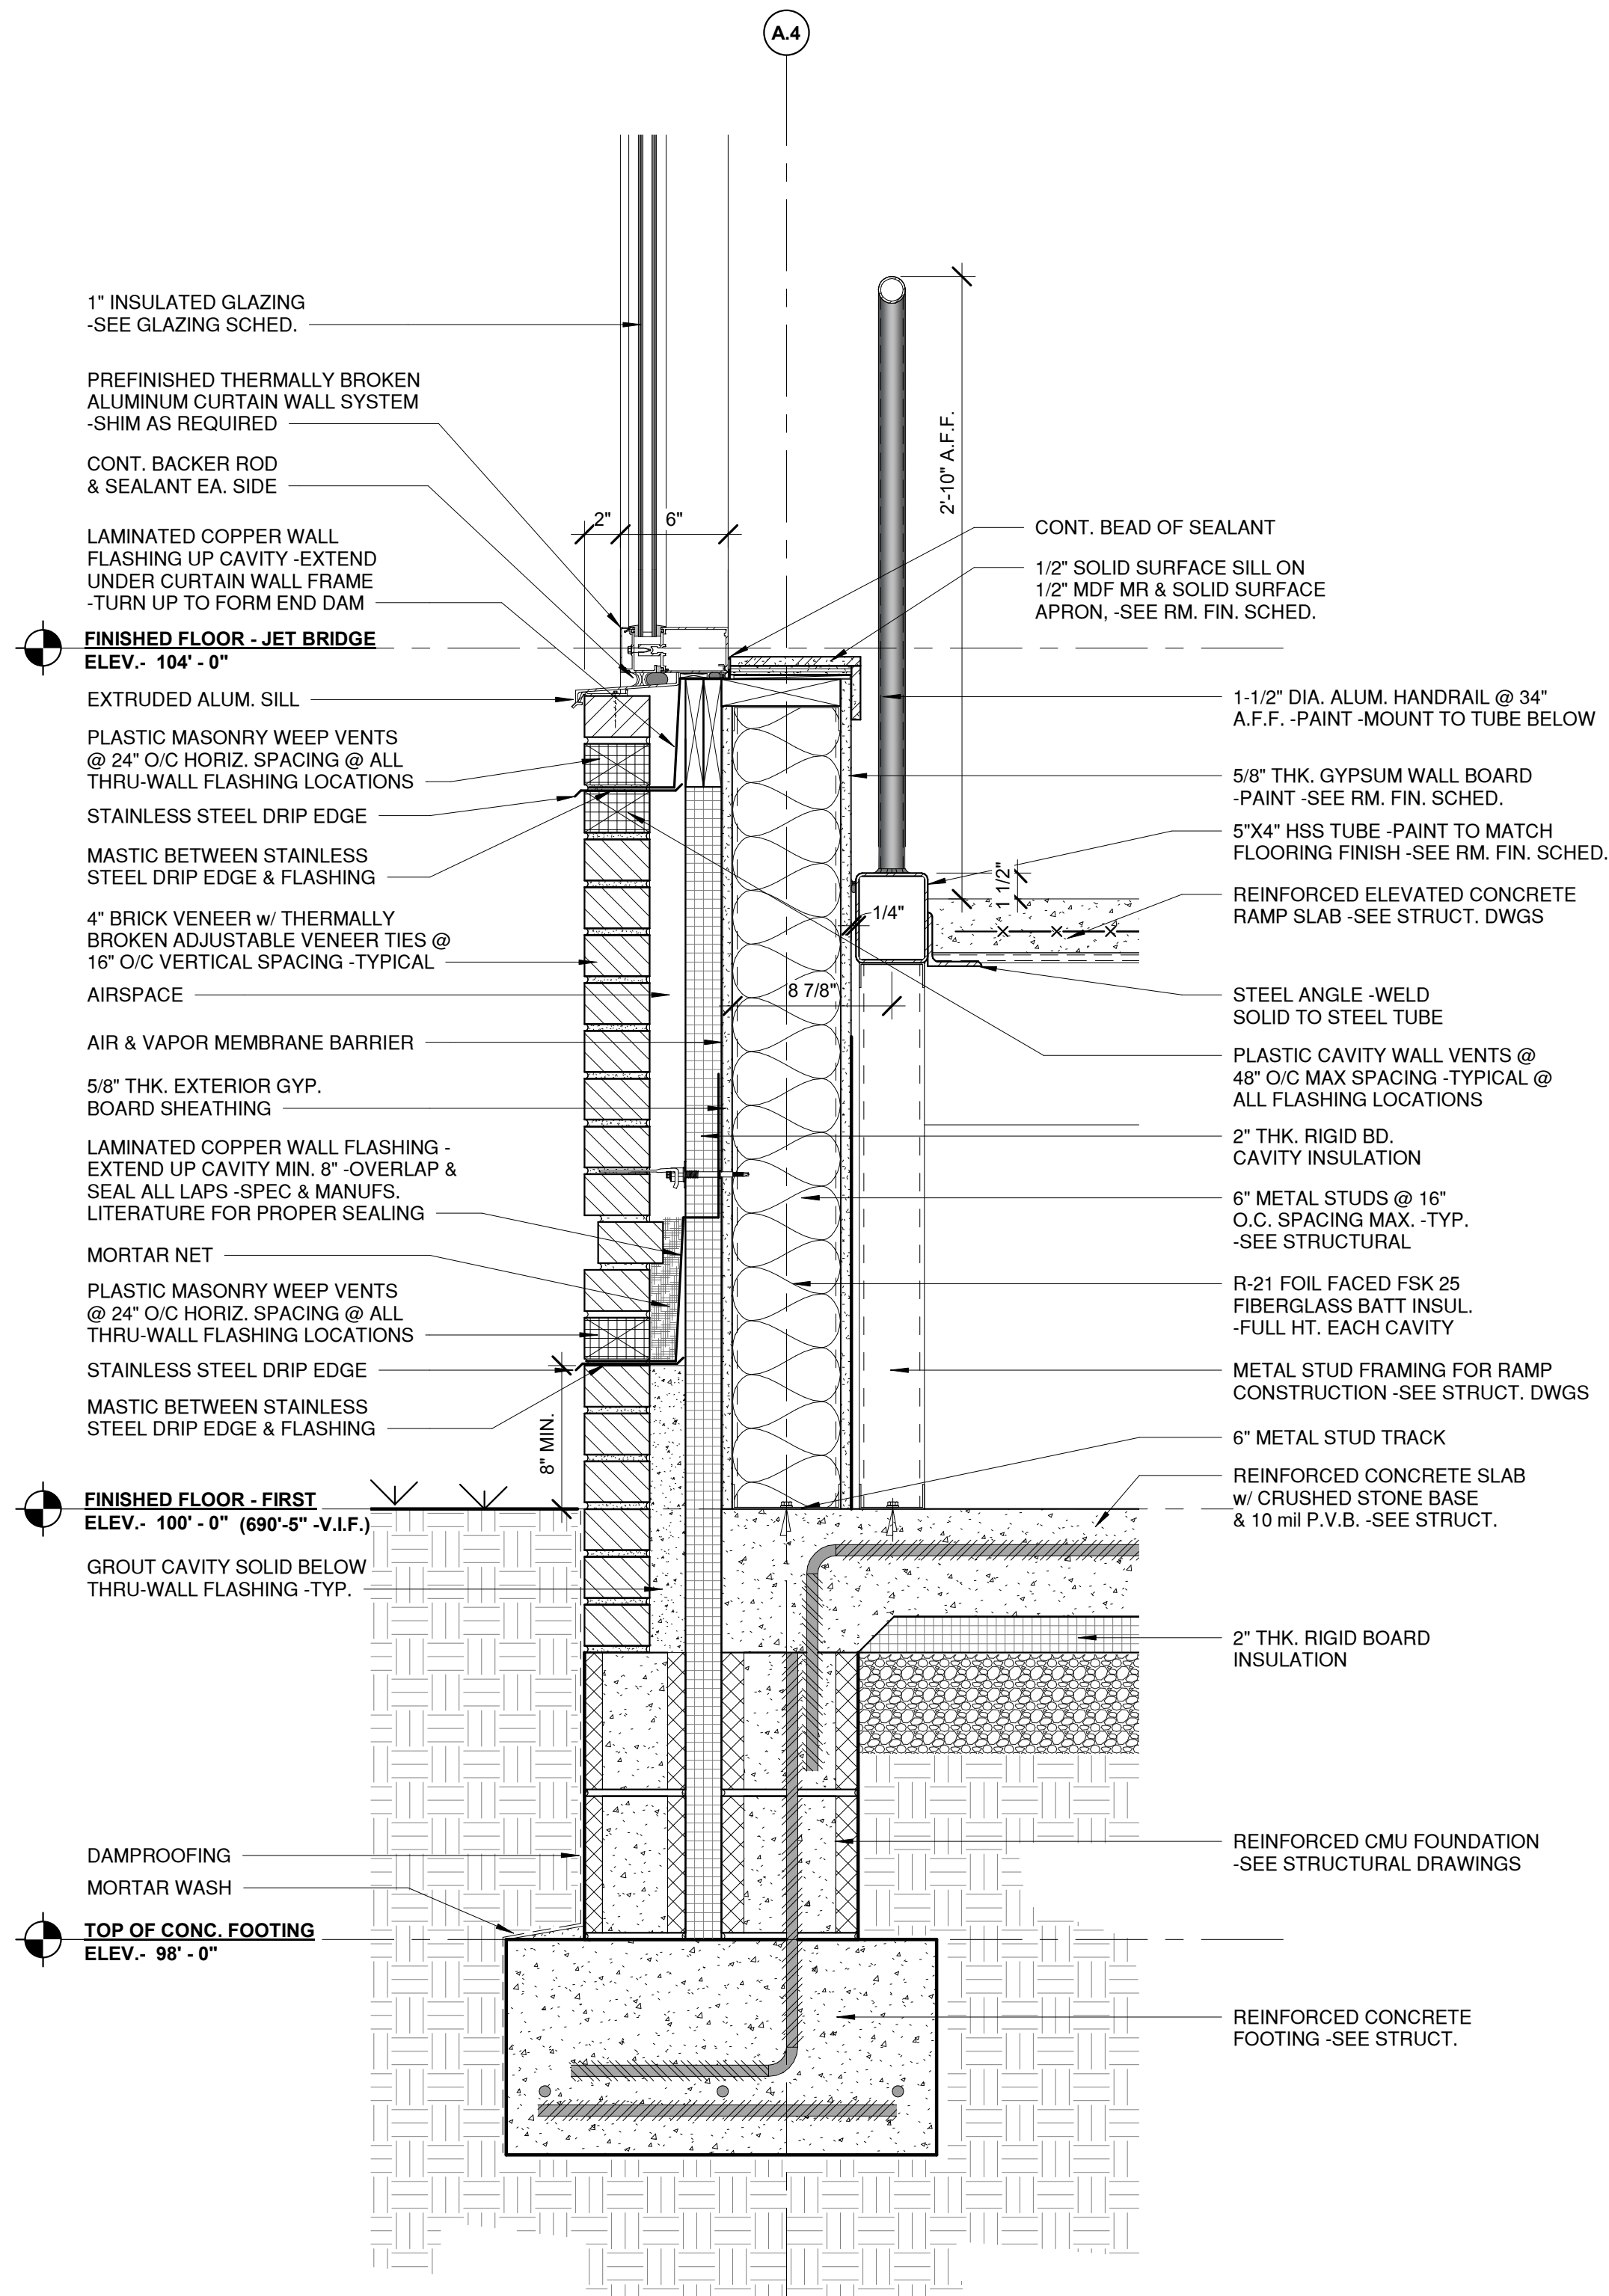 A.4
1" INSULATED GLAZING
-SEE GLAZING SCHED.
PREFINISHED THERMALLY BROKEN
ALUMINUM CURTAIN WALL SYSTEM
-SHIM AS REQUIRED
CONT. BACKER ROD
& SEALANT EA. SIDE
LAMINATED COPPER WALL
FLASHING UP CAVITY -EXTEND
UNDER CURTAIN WALL FRAME
-TURN UP TO FORM END DAM
FINISHED FLOOR - JET BRIDGE
ELEV.- 104' - 0"
EXTRUDED ALUM. SILL
PLASTIC MASONRY WEEP VENTS
@ 24" O/C HORIZ. SPACING @ ALL
THRU-WALL FLASHING LOCATIONS
STAINLESS STEEL DRIP EDGE
MASTIC BETWEEN STAINLESS
STEEL DRIP EDGE & FLASHING
4" BRICK VENEER w/ THERMALLY
BROKEN ADJUSTABLE VENEER TIES @
16" O/C VERTICAL SPACING -TYPICAL
AIRSPACE
AIR & VAPOR MEMBRANE BARRIER
5/8" THK. EXTERIOR GYP.
BOARD SHEATHING
LAMINATED COPPER WALL FLASHING -
EXTEND UP CAVITY MIN. 8" -OVERLAP &
SEAL ALL LAPS -SPEC & MANUFS.
LITERATURE FOR PROPER SEALING
MORTAR NET
PLASTIC MASONRY WEEP VENTS
@ 24" O/C HORIZ. SPACING @ ALL
THRU-WALL FLASHING LOCATIONS
STAINLESS STEEL DRIP EDGE
MASTIC BETWEEN STAINLESS
STEEL DRIP EDGE & FLASHING
FINISHED FLOOR - FIRST
ELEV.- 100' - 0" (690'-5" -V.I.F.)
GROUT CAVITY SOLID BELOW
THRU-WALL FLASHING -TYP.
DAMPROOFING
MORTAR WASH
TOP OF CONC. FOOTING
ELEV.- 98' - 0"
2"
6"
2'-10" A.F.F.
1 1/2"
1/4"
8 7/8"
8" MIN.
CONT. BEAD OF SEALANT
1/2" SOLID SURFACE SILL ON
1/2" MDF MR & SOLID SURFACE
APRON, -SEE RM. FIN. SCHED.
1-1/2" DIA. ALUM. HANDRAIL @ 34"
A.F.F. -PAINT -MOUNT TO TUBE BELOW
5/8" THK. GYPSUM WALL BOARD
-PAINT -SEE RM. FIN. SCHED.
5"X4" HSS TUBE -PAINT TO MATCH
FLOORING FINISH -SEE RM. FIN. SCHED.
REINFORCED ELEVATED CONCRETE
RAMP SLAB -SEE STRUCT. DWGS
STEEL ANGLE -WELD
SOLID TO STEEL TUBE
PLASTIC CAVITY WALL VENTS @
48" O/C MAX SPACING -TYPICAL @
ALL FLASHING LOCATIONS
2" THK. RIGID BD.
CAVITY INSULATION
6" METAL STUDS @ 16"
O.C. SPACING MAX. -TYP.
-SEE STRUCTURAL
R-21 FOIL FACED FSK 25
FIBERGLASS BATT INSUL.
-FULL HT. EACH CAVITY
METAL STUD FRAMING FOR RAMP
CONSTRUCTION -SEE STRUCT. DWGS
6" METAL STUD TRACK
REINFORCED CONCRETE SLAB
w/ CRUSHED STONE BASE
& 10 mil P.V.B. -SEE STRUCT.
2" THK. RIGID BOARD
INSULATION
REINFORCED CMU FOUNDATION
-SEE STRUCTURAL DRAWINGS
REINFORCED CONCRETE
FOOTING -SEE STRUCT.